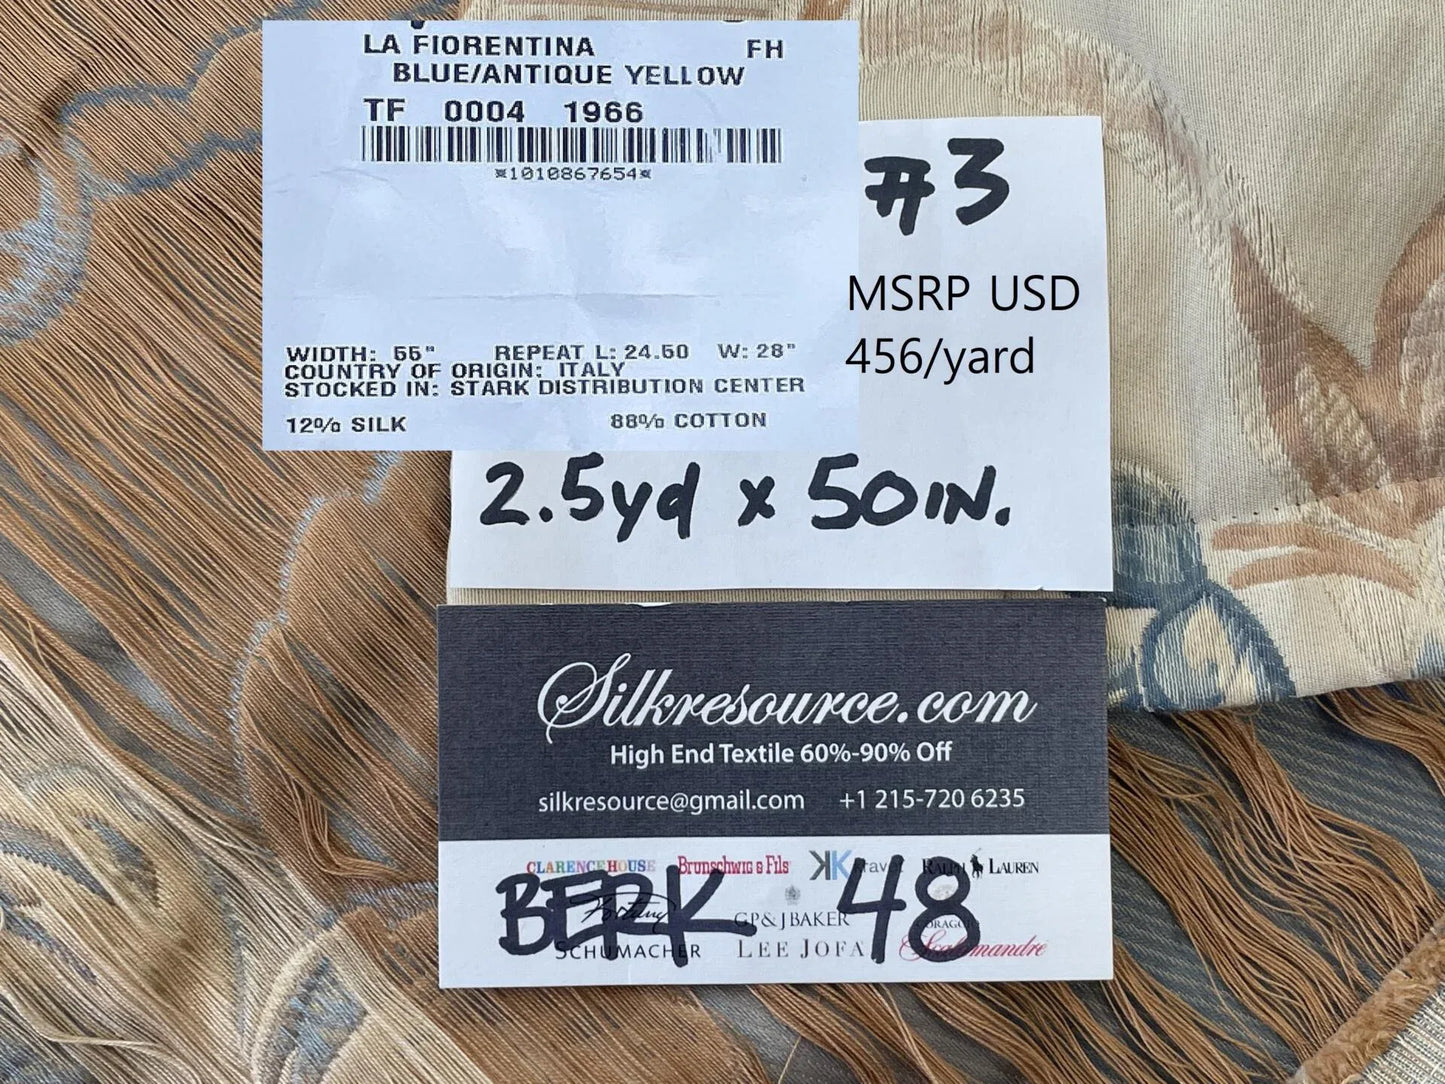 LA FIORENTINA FH
BLUE/ANTIQUE YELLOW
TF 0004 1966
*1010867654*
#3
MSRP USD
456/yard
WIDTH: 55" REPEAT L: 24.50 W: 28"
COUNTRY OF ORIGIN: ITALY
STOCKED IN: STARK DISTRIBUTION CENTER
12% SILK 88% COTTON
2.5yd x 50IN.
Silkresource.com
High End Textile 60%-90% Off
silkresource@gmail.com +1 215-720 6235
CLARENCE HOUSE Brunschwig & Fils Kravet RALPH LAUREN
BERK 48
Fortuny GP & J BAKER
SCHUMACHER LEE JOFA Scalamandré